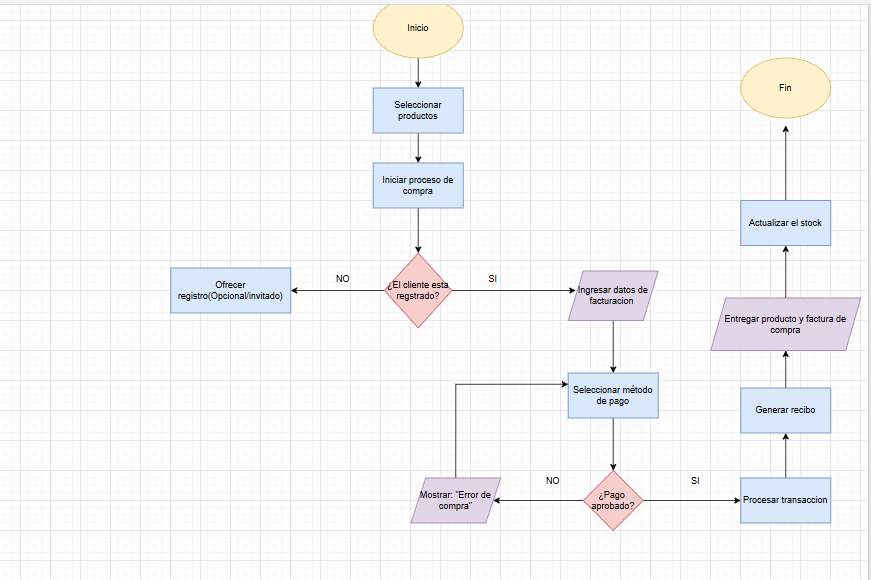 Inicio
Seleccionar
productos
Iniciar proceso de
compra
¿El cliente esta
regstrado?
NO
SI
Ofrecer
registro(Opcional/invitado)
Ingresar datos de
facturacion
Seleccionar método
de pago
¿Pago
aprobado?
NO
SI
Mostrar: "Error de
compra"
Procesar transaccion
Generar recibo
Entregar producto y factura de
compra
Actualizar el stock
Fin